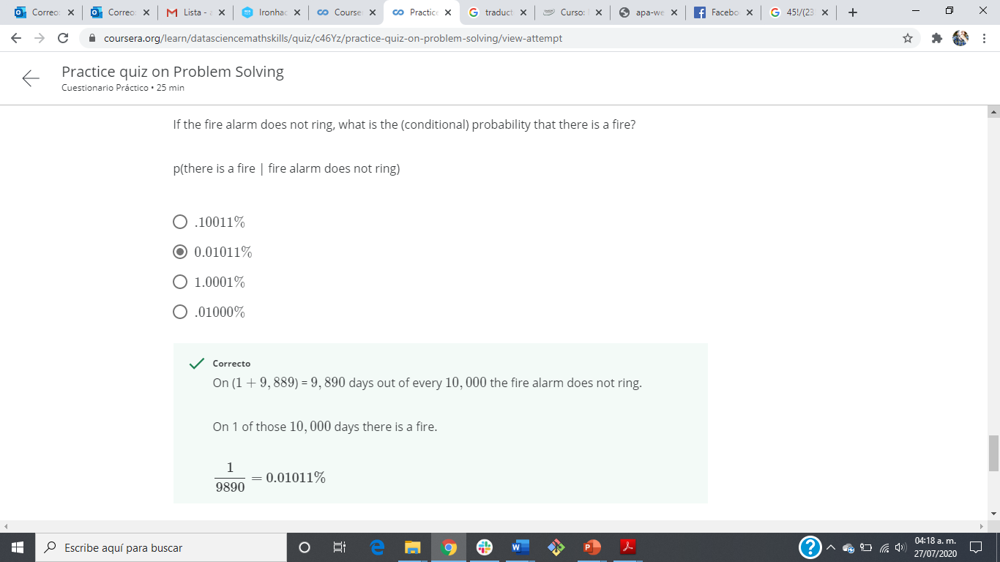 Correo: Correo: Lista - Ironhac Course Practice traduct Curso: apa-we Facebo 45!/(23
coursera.org/learn/datasciencemathskills/quiz/c46Yz/practice-quiz-on-problem-solving/view-attempt
Practice quiz on Problem Solving
Cuestionario Práctico • 25 min
If the fire alarm does not ring, what is the (conditional) probability that there is a fire?
p(there is a fire | fire alarm does not ring)
.10011%
0.01011%
1.0001%
.01000%
Correcto
On (1 + 9, 889) = 9, 890 days out of every 10, 000 the fire alarm does not ring.
On 1 of those 10, 000 days there is a fire.
1
9890
= 0.01011%
Escribe aquí para buscar
04:18 a. m.
27/07/2020